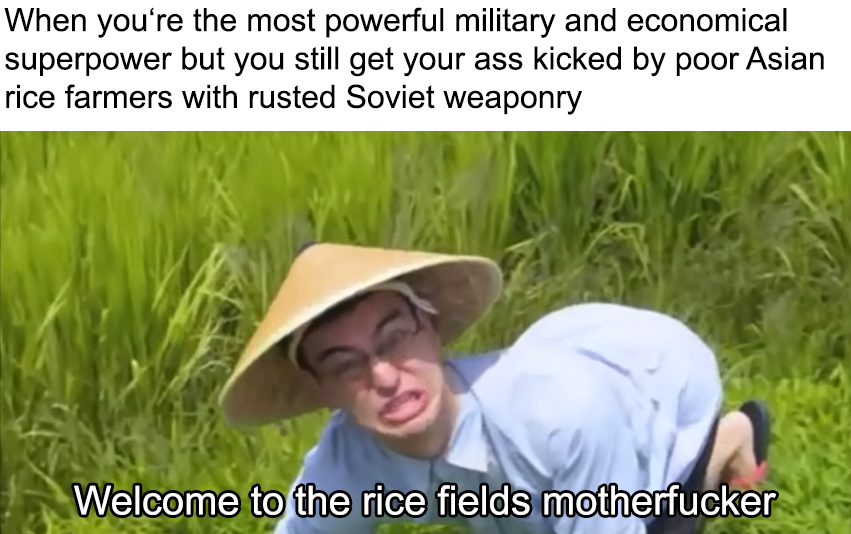 When you‘re the most powerful military and economical
superpower but you still get your ass kicked by poor Asian
rice farmers with rusted Soviet weaponry
Welcome to the rice fields motherfucker